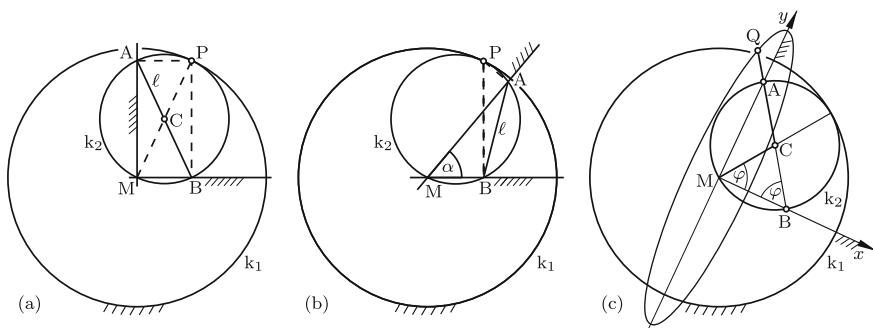 A P
ℓ
C
k₂
M B
k₁
(a)
P
A
k₂
ℓ
α
M B
k₁
(b)
y
Q
A
C
M φ φ
k₂
B
x
k₁
(c)